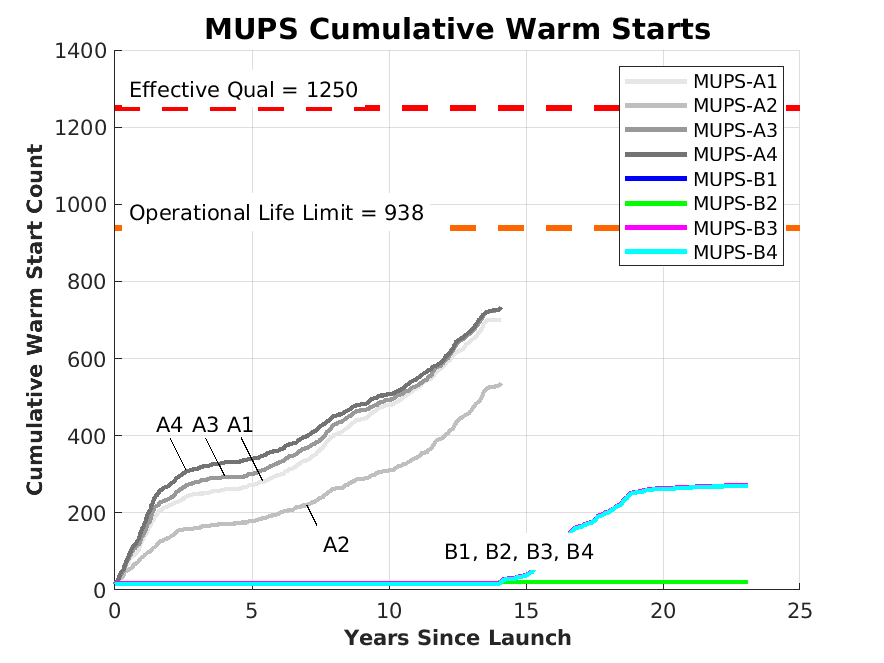 MUPS Cumulative Warm Starts
1400
1200
1000
800
600
400
200
0
Cumulative Warm Start Count
Effective Qual = 1250
Operational Life Limit = 938
MUPS-A1
MUPS-A2
MUPS-A3
MUPS-A4
MUPS-B1
MUPS-B2
MUPS-B3
MUPS-B4
A4 A3 A1
A2
B1, B2, B3, B4
0 5 10 15 20 25
Years Since Launch